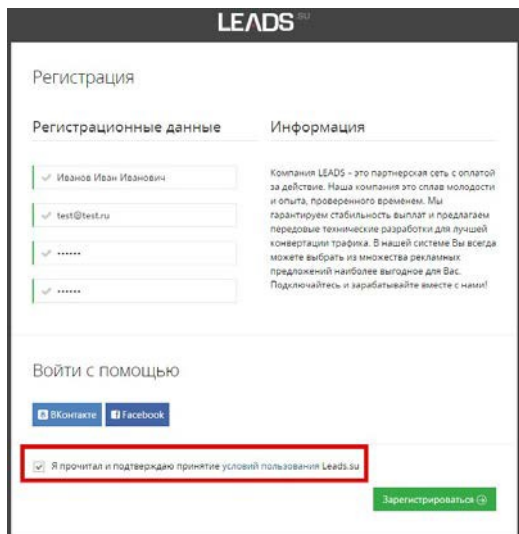 LEADS.SU
Регистрация
Регистрационные данные
Информация
Иванов Иван Иванович
test@test.ru
••••••
••••••
Компания LEADS - это партнерская сеть с оплатой
за действие. Наша компания это сплав молодости
и опыта, проверенного временем. Мы
гарантируем стабильность выплат и предлагаем
передовые технические разработки для лучшей
конвертации трафика. В нашей системе Вы всегда
можете выбрать из множества рекламных
предложений наиболее выгодное для Вас.
Подключайтесь и зарабатывайте вместе с нами!
Войти с помощью
ВКонтакте
Facebook
Я прочитал и подтверждаю принятие условий пользования Leads.su
Зарегистрироваться